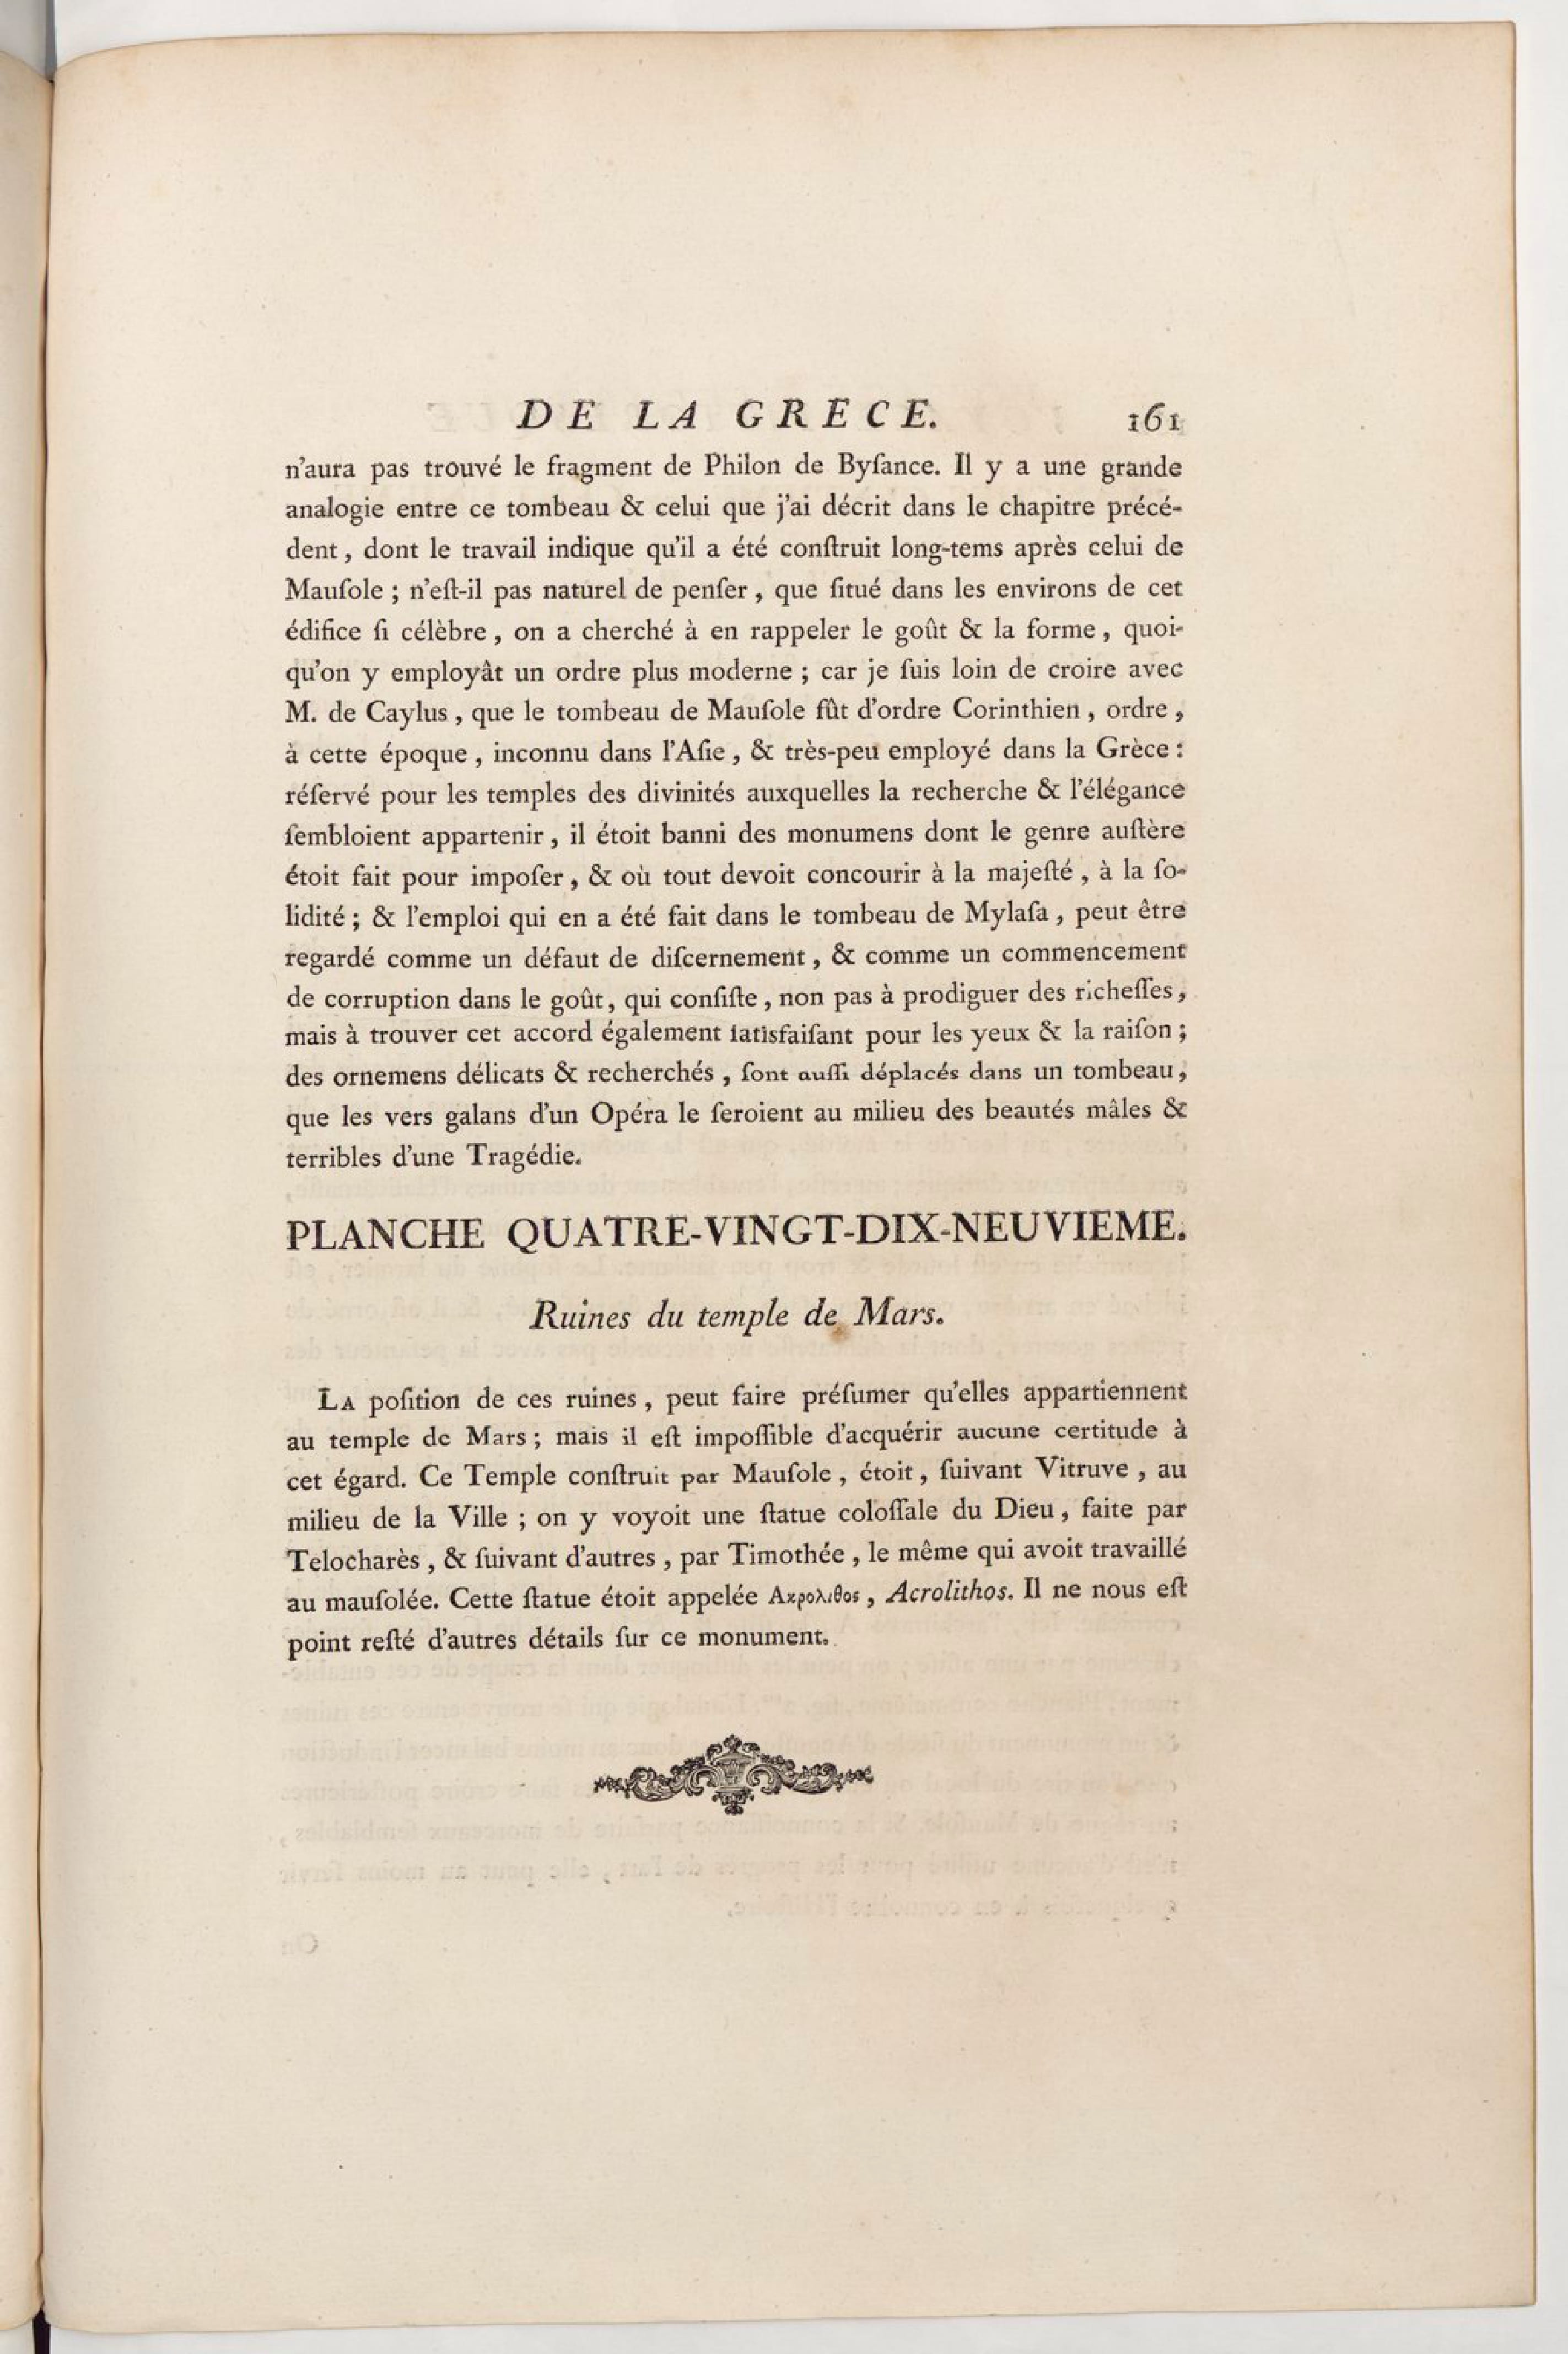 DE LA GRECE. 161
n'aura pas trouvé le fragment de Philon de Byſance. Il y a une grande
analogie entre ce tombeau & celui que j'ai décrit dans le chapitre précé-
dent, dont le travail indique qu'il a été conſtruit long-tems après celui de
Mauſole ; n'eſt-il pas naturel de penſer, que ſitué dans les environs de cet
édifice ſi célèbre, on a cherché à en rappeler le goût & la forme, quoi-
qu'on y employât un ordre plus moderne ; car je ſuis loin de croire avec
M. de Caylus, que le tombeau de Mauſole fût d'ordre Corinthien, ordre,
à cette époque, inconnu dans l'Aſie, & très-peu employé dans la Grèce :
réſervé pour les temples des divinités auxquelles la recherche & l'élégance
ſembloient appartenir, il étoit banni des monumens dont le genre auſtère
étoit fait pour impoſer, & où tout devoit concourir à la majeſté, à la ſo-
lidité ; & l'emploi qui en a été fait dans le tombeau de Mylaſa, peut être
regardé comme un défaut de diſcernement, & comme un commencement
de corruption dans le goût, qui conſiſte, non pas à prodiguer des richeſſes,
mais à trouver cet accord également ſatisfaiſant pour les yeux & la raiſon ;
des ornemens délicats & recherchés, ſont auſſi déplacés dans un tombeau,
que les vers galans d'un Opéra le ſeroient au milieu des beautés mâles &
terribles d'une Tragédie.
PLANCHE QUATRE-VINGT-DIX-NEUVIEME.
Ruines du temple de Mars.
LA poſition de ces ruines, peut faire préſumer qu'elles appartiennent
au temple de Mars ; mais il eſt impoſſible d'acquérir aucune certitude à
cet égard. Ce Temple conſtruit par Mauſole, étoit, ſuivant Vitruve, au
milieu de la Ville ; on y voyoit une ſtatue coloſſale du Dieu, faite par
Telocharès, & ſuivant d'autres, par Timothée, le même qui avoit travaillé
au mauſolée. Cette ſtatue étoit appelée Ακρολιθος, Acrolithos. Il ne nous eſt
point reſté d'autres détails ſur ce monument.